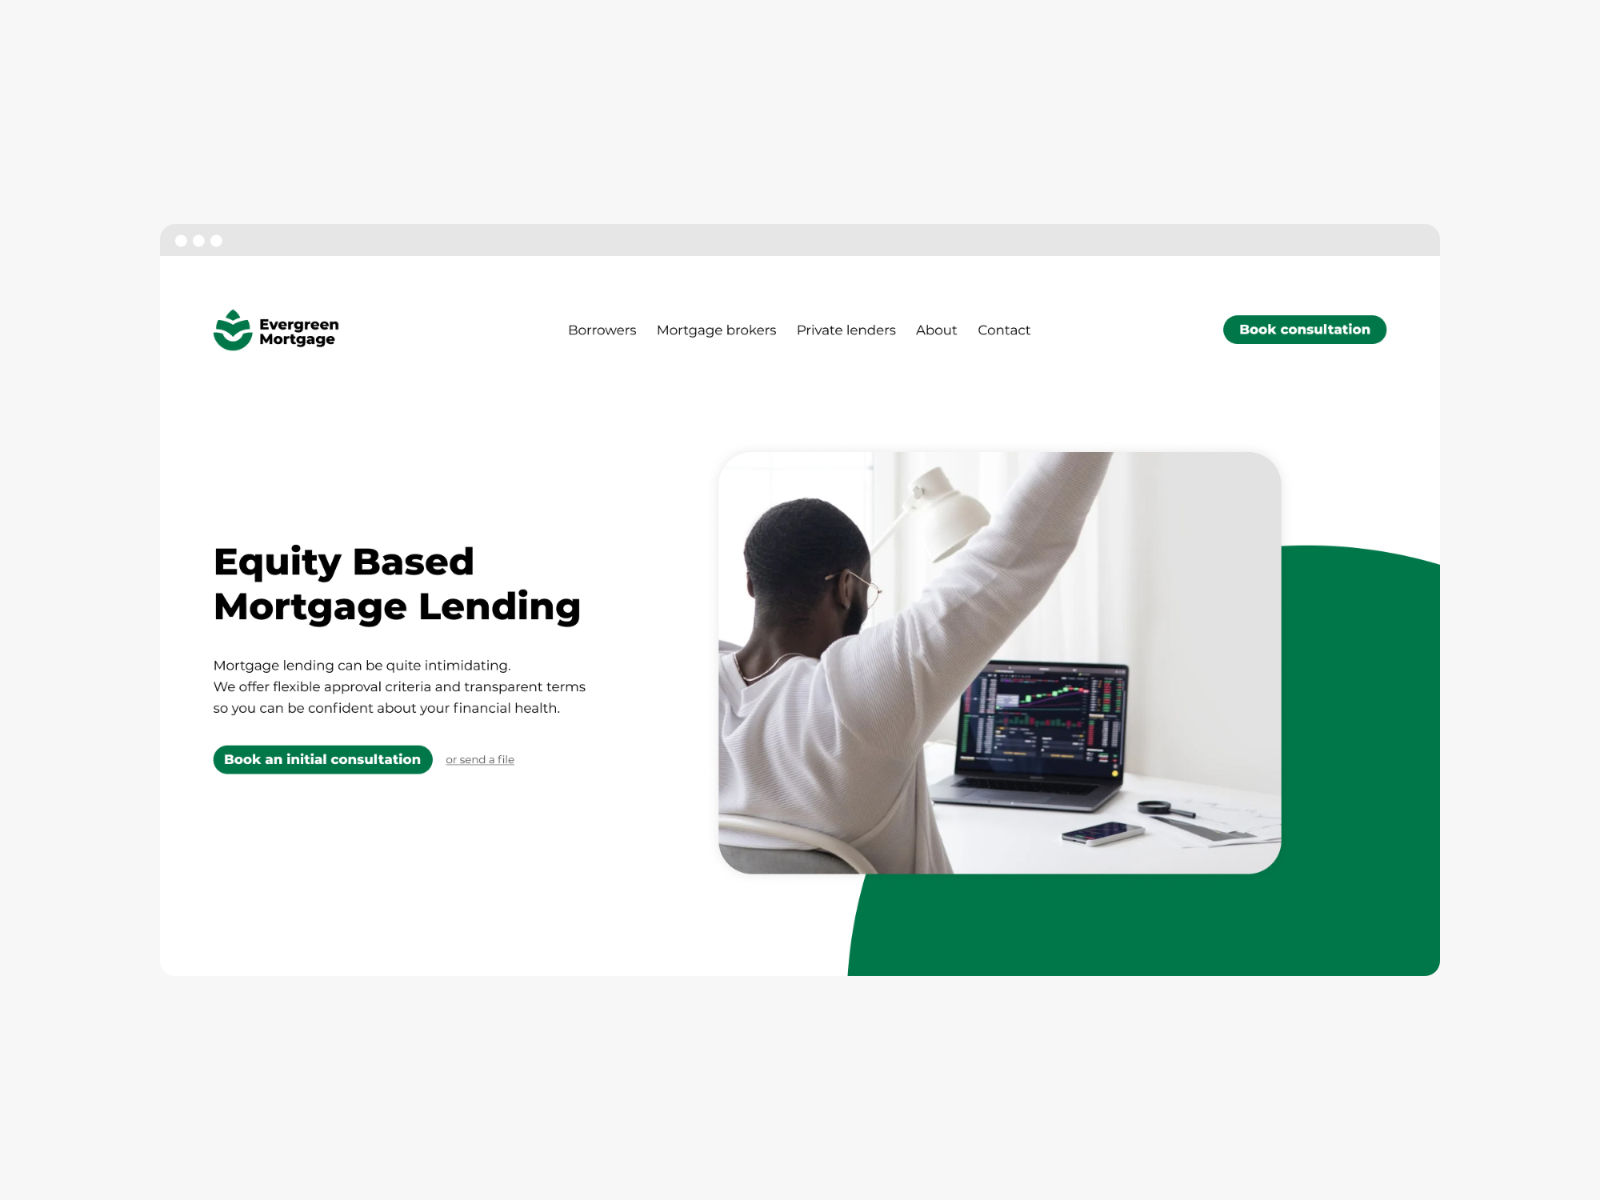 Evergreen
Mortgage
Borrowers Mortgage brokers Private lenders About Contact
Book consultation
Equity Based
Mortgage Lending
Mortgage lending can be quite intimidating.
We offer flexible approval criteria and transparent terms
so you can be confident about your financial health.
Book an initial consultation or send a file